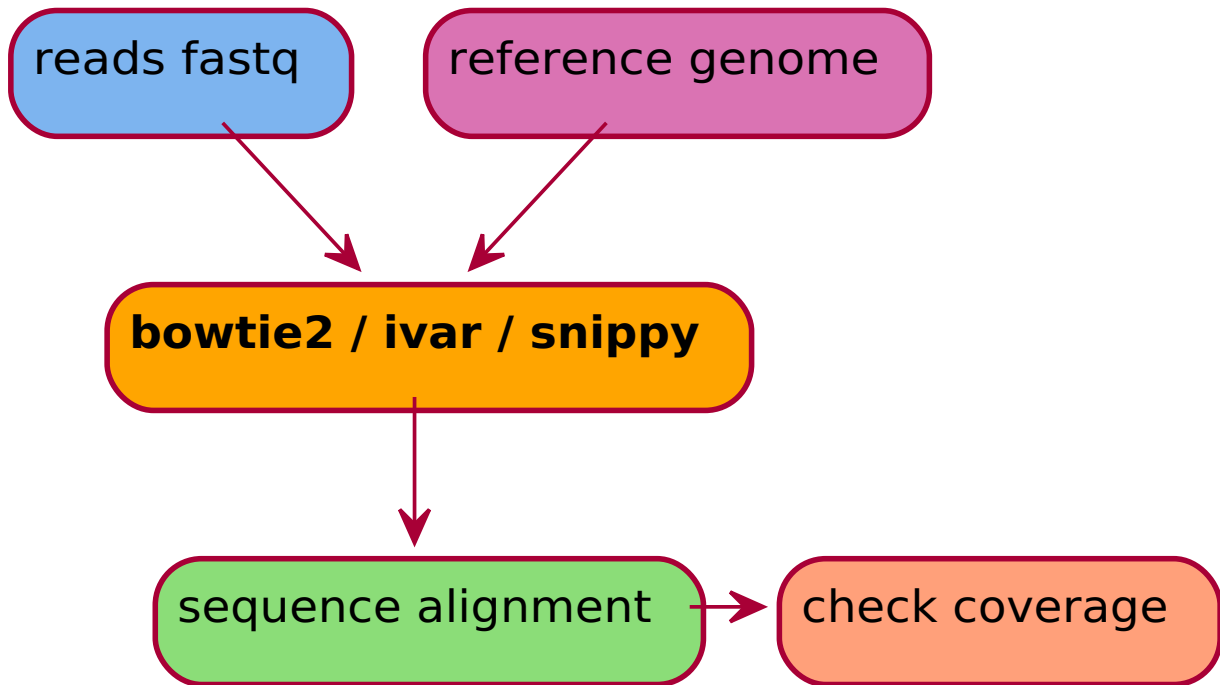 reads fastq
reference genome
bowtie2 / ivar / snippy
sequence alignment
check coverage